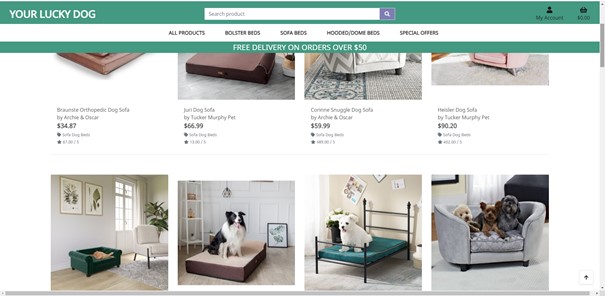 YOUR LUCKY DOG
Search product
My Account
$0.00
ALL PRODUCTS BOLSTER BEDS SOFA BEDS HOODED/DOME BEDS SPECIAL OFFERS
FREE DELIVERY ON ORDERS OVER $50
Braunste Orthopedic Dog Sofa
by Archie & Oscar
$34.87
Sofa Dog Beds
67.00 / 5
Juri Dog Sofa
by Tucker Murphy Pet
$66.99
Sofa Dog Beds
13.00 / 5
Corinne Snuggle Dog Sofa
by Archie & Oscar
$59.99
Sofa Dog Beds
489.00 / 5
Heisler Dog Sofa
by Tucker Murphy Pet
$90.20
Sofa Dog Beds
402.00 / 5